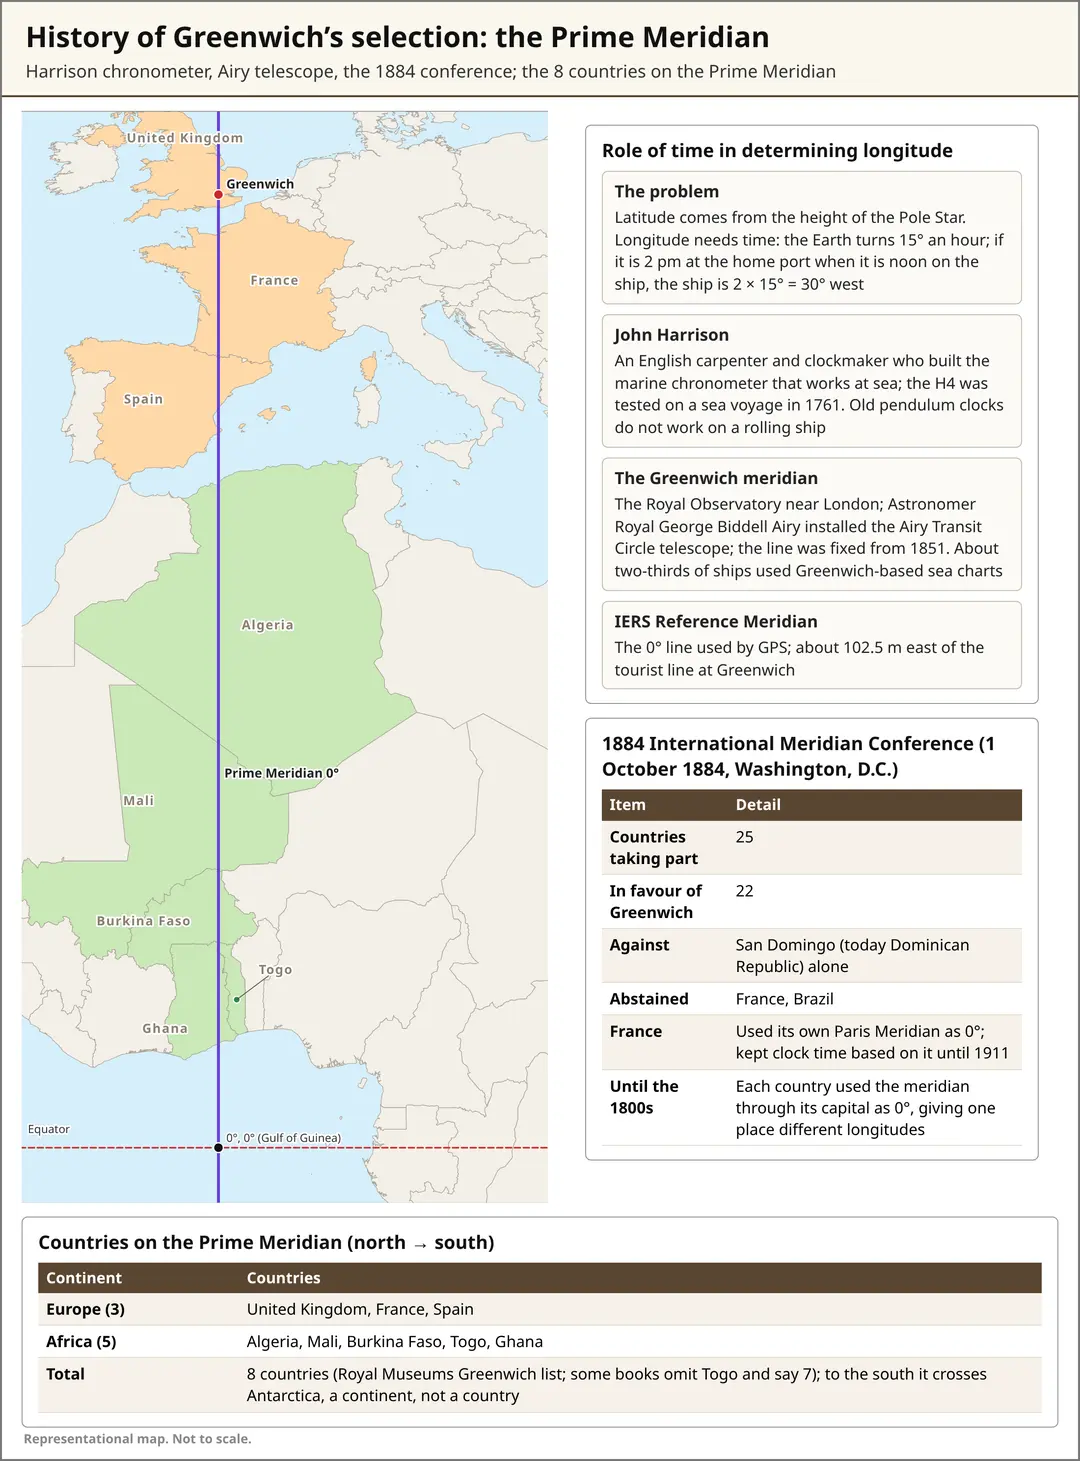 History of Greenwich’s selection: the Prime Meridian
Harrison chronometer, Airy telescope, the 1884 conference; the 8 countries on the Prime Meridian
United Kingdom
Greenwich
France
Spain
Algeria
Prime Meridian 0°
Mali
Burkina Faso
Togo
Ghana
Equator
0°, 0° (Gulf of Guinea)
Role of time in determining longitude
The problem
Latitude comes from the height of the Pole Star.
Longitude needs time: the Earth turns 15° an hour; if
it is 2 pm at the home port when it is noon on the
ship, the ship is 2 × 15° = 30° west
John Harrison
An English carpenter and clockmaker who built the
marine chronometer that works at sea; the H4 was
tested on a sea voyage in 1761. Old pendulum clocks
do not work on a rolling ship
The Greenwich meridian
The Royal Observatory near London; Astronomer
Royal George Biddell Airy installed the Airy Transit
Circle telescope; the line was fixed from 1851. About
two-thirds of ships used Greenwich-based sea charts
IERS Reference Meridian
The 0° line used by GPS; about 102.5 m east of the
tourist line at Greenwich
1884 International Meridian Conference (1
October 1884, Washington, D.C.)
Item Detail
Countries taking part 25
In favour of Greenwich 22
Against San Domingo (today Dominican
Republic) alone
Abstained France, Brazil
France Used its own Paris Meridian as 0°;
kept clock time based on it until 1911
Until the 1800s Each country used the meridian
through its capital as 0°, giving one
place different longitudes
Countries on the Prime Meridian (north → south)
Continent Countries
Europe (3) United Kingdom, France, Spain
Africa (5) Algeria, Mali, Burkina Faso, Togo, Ghana
Total 8 countries (Royal Museums Greenwich list; some books omit Togo and say 7); to the south it crosses
Antarctica, a continent, not a country
Representational map. Not to scale.